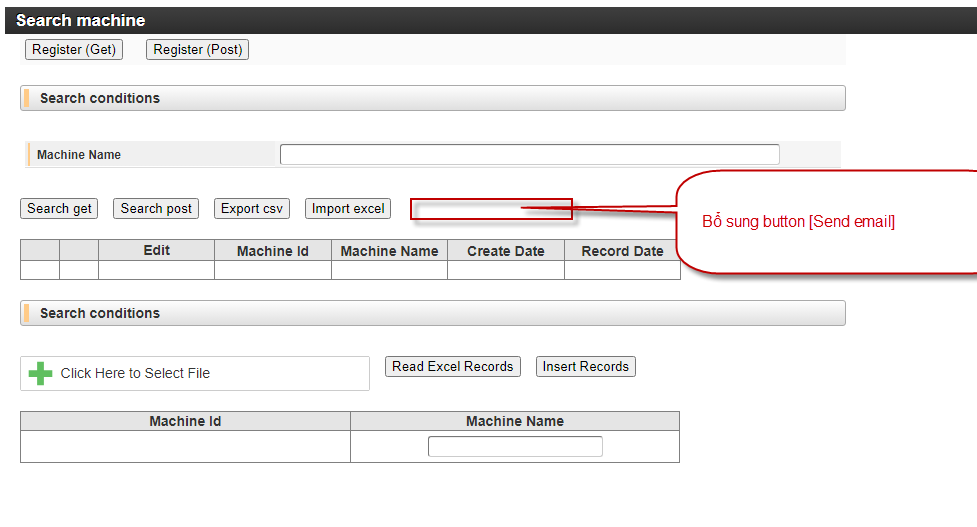 Search machine
Register (Get) Register (Post)
Search conditions
Machine Name
Search get Search post Export csv Import excel
Bổ sung button [Send email]
Edit Machine Id Machine Name Create Date Record Date
Search conditions
Click Here to Select File Read Excel Records Insert Records
Machine Id Machine Name